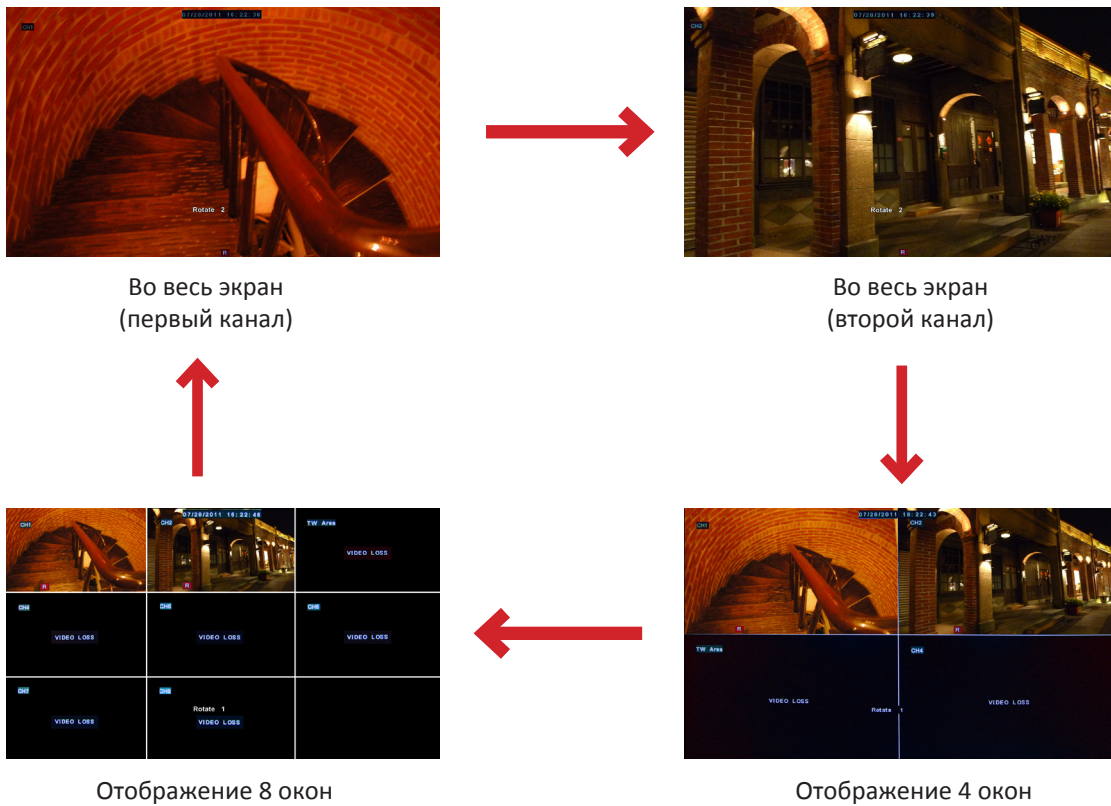 07/28/2011 16:22:36
CH1
Rotate 2
R
Во весь экран
(первый канал)
07/28/2011 16:22:39
CH2
Rotate 2
R
Во весь экран
(второй канал)
07/28/2011 16:22:46
CH1
CH2
TW Area
VIDEO LOSS
R
R
CH4
CH5
CH6
VIDEO LOSS
VIDEO LOSS
VIDEO LOSS
CH7
CH8
Rotate 1
VIDEO LOSS
VIDEO LOSS
Отображение 8 окон
07/28/2011 16:22:43
CH1
CH2
R
R
TW Area
CH4
VIDEO LOSS
VIDEO LOSS
Rotate 1
Отображение 4 окон